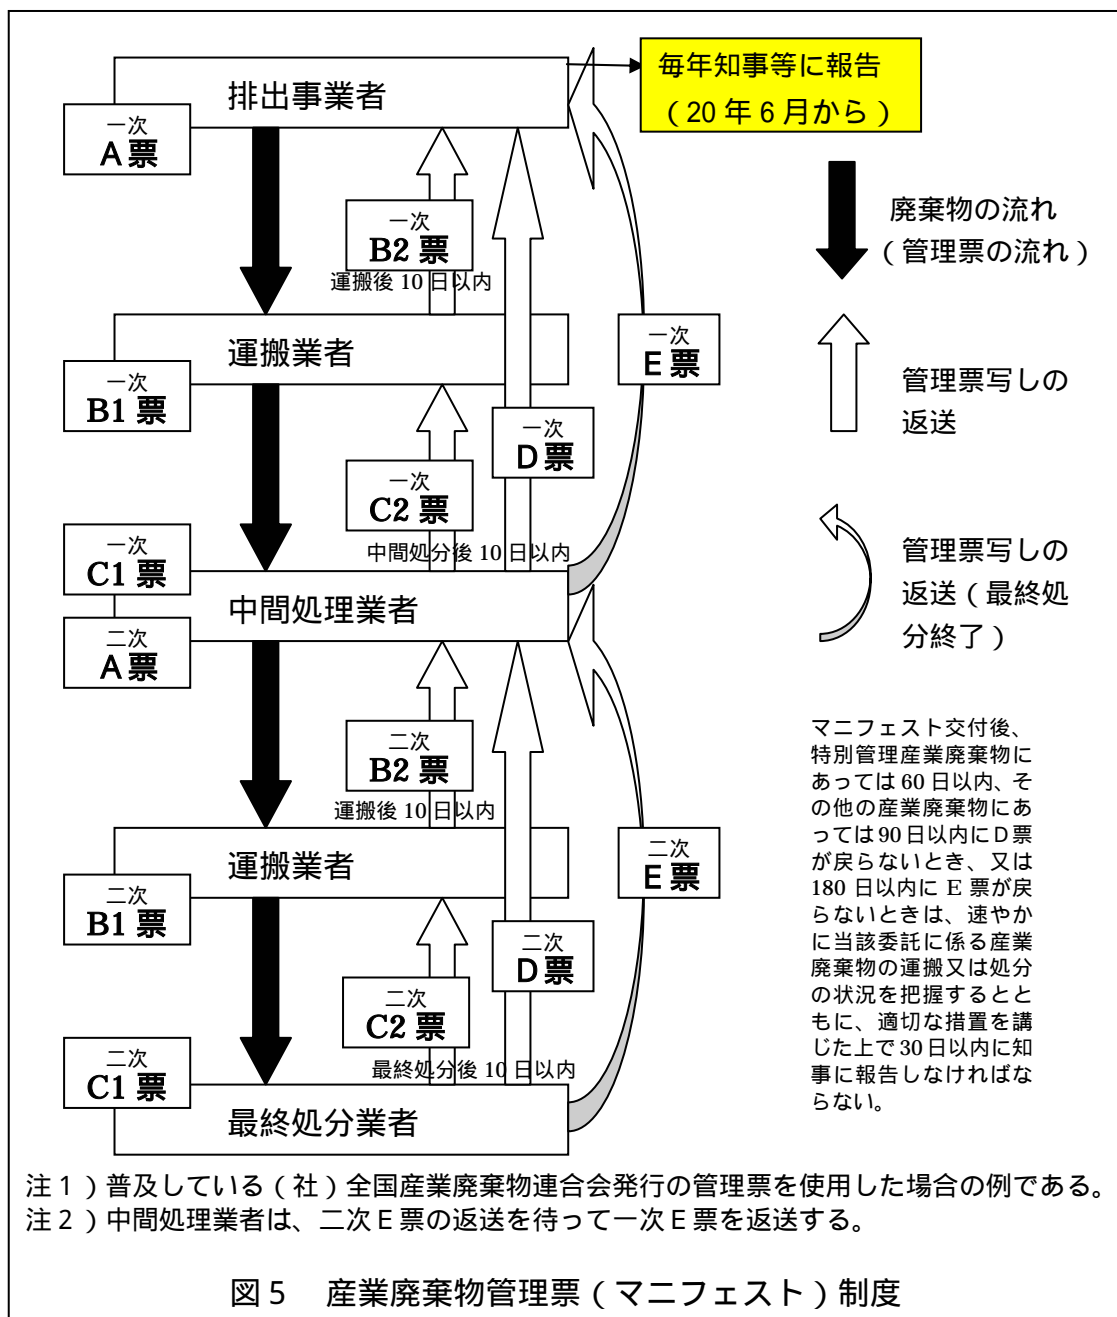 毎年知事等に報告
（20年6月から）
排出事業者
一次
A票
廃棄物の流れ
（管理票の流れ）
一次
B2票
運搬後10日以内
運搬業者
一次
E票
一次
B1票
管理票写しの
返送
一次
D票
一次
C2票
中間処分後10日以内
一次
C1票
管理票写しの
返送（最終処
分終了）
中間処理業者
二次
A票
二次
B2票
運搬後10日以内
マニフェスト交付後、
特別管理産業廃棄物に
あっては60日以内、そ
の他の産業廃棄物にあ
っては90日以内にD票
が戻らないとき、又は
180日以内にE票が戻
らないときは、速やか
に当該委託に係る産業
廃棄物の運搬又は処分
の状況を把握するとと
もに、適切な措置を講
じた上で30日以内に知
事に報告しなければな
らない。
運搬業者
二次
E票
二次
B1票
二次
D票
二次
C2票
最終処分後10日以内
二次
C1票
最終処分業者
注1）普及している（社）全国産業廃棄物連合会発行の管理票を使用した場合の例である。
注2）中間処理業者は、二次E票の返送を待って一次E票を返送する。
図5　産業廃棄物管理票（マニフェスト）制度